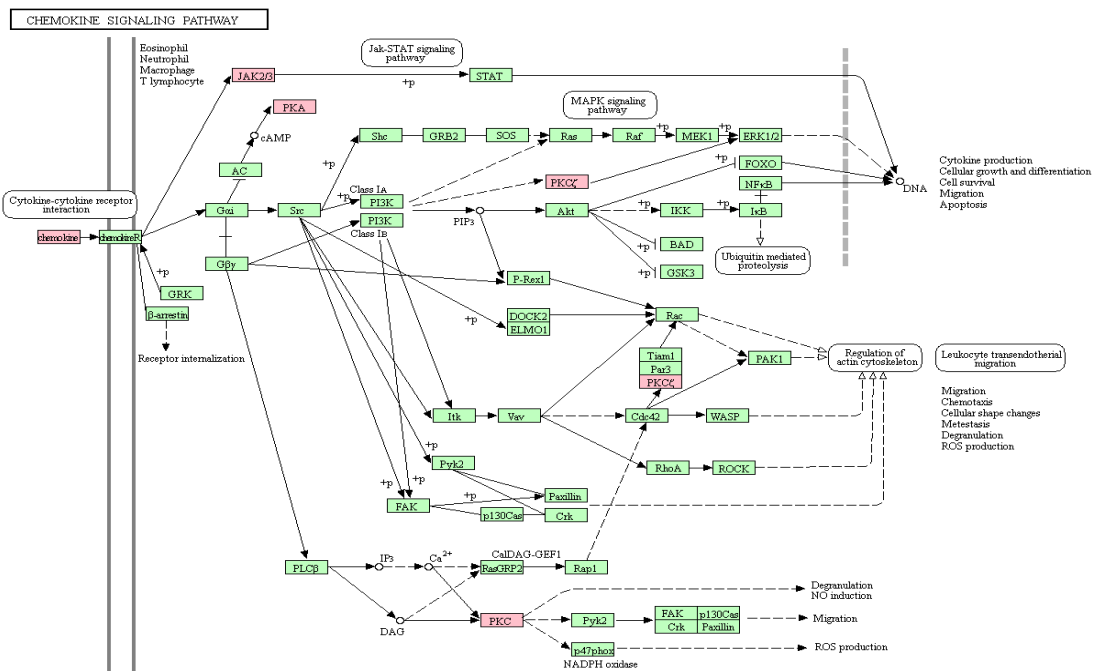 CHEMOKINE SIGNALING PATHWAY
Eosinophil
Neutrophil
Macrophage
T lymphocyte
Jak-STAT signaling
pathway
JAK2/3
+p
STAT
PKA
cAMP
MAPK signaling
pathway
Shc
GRB2
SOS
Ras
Raf
+p
MEK1
+p
ERK1/2
+p
AC
+p
FOXO
Cytokine production
Cellular growth and differentiation
Cell survival
Migration
Apoptosis
PKCζ
NFκB
DNA
Cytokine-cytokine receptor
interaction
Class IA
+p
PI3K
Gαi
Src
PI3K
Class IB
PIP3
Akt
+p
IKK
+p
IκB
chemokine
chemokineR
+p
BAD
Ubiquitin mediated
proteolysis
Gβγ
+p
GSK3
+p
GRK
P-Rex1
β-arrestin
+p
DOCK2
ELMO1
Rac
Receptor internalization
Tiam1
Par3
PKCζ
PAK1
Regulation of
actin cytoskeleton
Leukocyte transendotherial
migration
Migration
Chemotaxis
Cellular shape changes
Metastasis
Degranulation
ROS production
Itk
Vav
Cdc42
WASP
+p
Pyk2
RhoA
ROCK
+p
+p
+p
FAK
Paxillin
p130Cas
Crk
PLCβ
IP3
Ca2+
CalDAG-GEF1
RasGRP2
Rap1
Degranulation
NO induction
DAG
PKC
Pyk2
FAK
p130Cas
Crk
Paxillin
Migration
p47phox
NADPH oxidase
ROS production